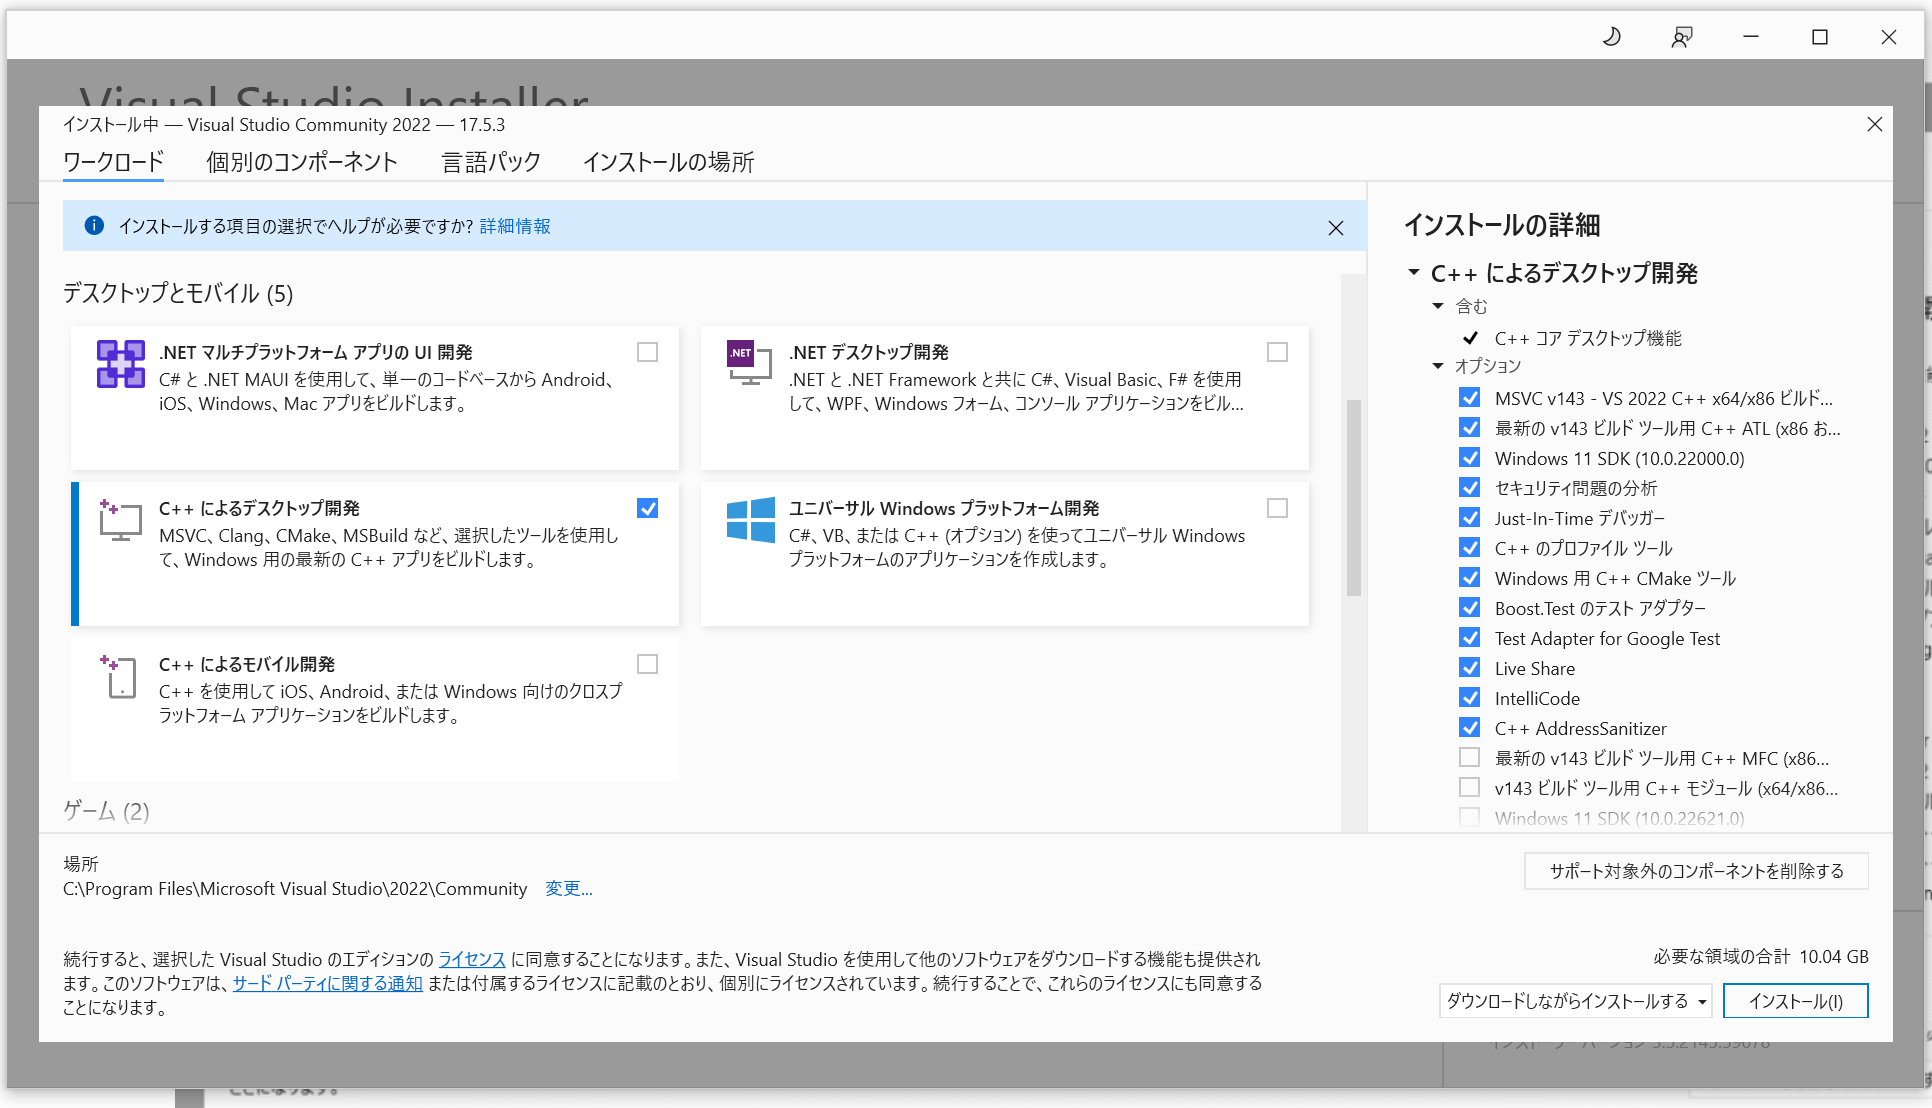 Visual Studio Installer
インストール中 — Visual Studio Community 2022 — 17.5.3
ワークロード
個別のコンポーネント
言語パック
インストールの場所
インストールする項目の選択でヘルプが必要ですか? 詳細情報
デスクトップとモバイル (5)
.NET マルチプラットフォーム アプリの UI 開発
C# と .NET MAUI を使用して、単一のコードベースから Android、
iOS、Windows、Mac アプリをビルドします。
.NET
.NET デスクトップ開発
.NET と .NET Framework と共に C#、Visual Basic、F# を使用
して、WPF、Windows フォーム、コンソール アプリケーションをビル...
C++ によるデスクトップ開発
MSVC、Clang、CMake、MSBuild など、選択したツールを使用し
て、Windows 用の最新の C++ アプリをビルドします。
ユニバーサル Windows プラットフォーム開発
C#、VB、または C++ (オプション) を使ってユニバーサル Windows
プラットフォームのアプリケーションを作成します。
C++ によるモバイル開発
C++ を使用して iOS、Android、または Windows 向けのクロスプ
ラットフォーム アプリケーションをビルドします。
ゲーム (2)
インストールの詳細
C++ によるデスクトップ開発
含む
C++ コア デスクトップ機能
オプション
MSVC v143 - VS 2022 C++ x64/x86 ビルド...
最新の v143 ビルド ツール用 C++ ATL (x86 お...
Windows 11 SDK (10.0.22000.0)
セキュリティ問題の分析
Just-In-Time デバッガー
C++ のプロファイル ツール
Windows 用 C++ CMake ツール
Boost.Test のテスト アダプター
Test Adapter for Google Test
Live Share
IntelliCode
C++ AddressSanitizer
最新の v143 ビルド ツール用 C++ MFC (x86...
v143 ビルド ツール用 C++ モジュール (x64/x86...
Windows 11 SDK (10.0.22621.0)
場所
C:\Program Files\Microsoft Visual Studio\2022\Community 変更...
サポート対象外のコンポーネントを削除する
続行すると、選択した Visual Studio のエディションの ライセンス に同意することになります。また、Visual Studio を使用して他のソフトウェアをダウンロードする機能も提供され
ます。このソフトウェアは、サード パーティに関する通知 または付属するライセンスに記載のとおり、個別にライセンスされています。続行することで、これらのライセンスにも同意する
ことになります。
必要な領域の合計 10.04 GB
ダウンロードしながらインストールする
インストール(I)
ことになります。